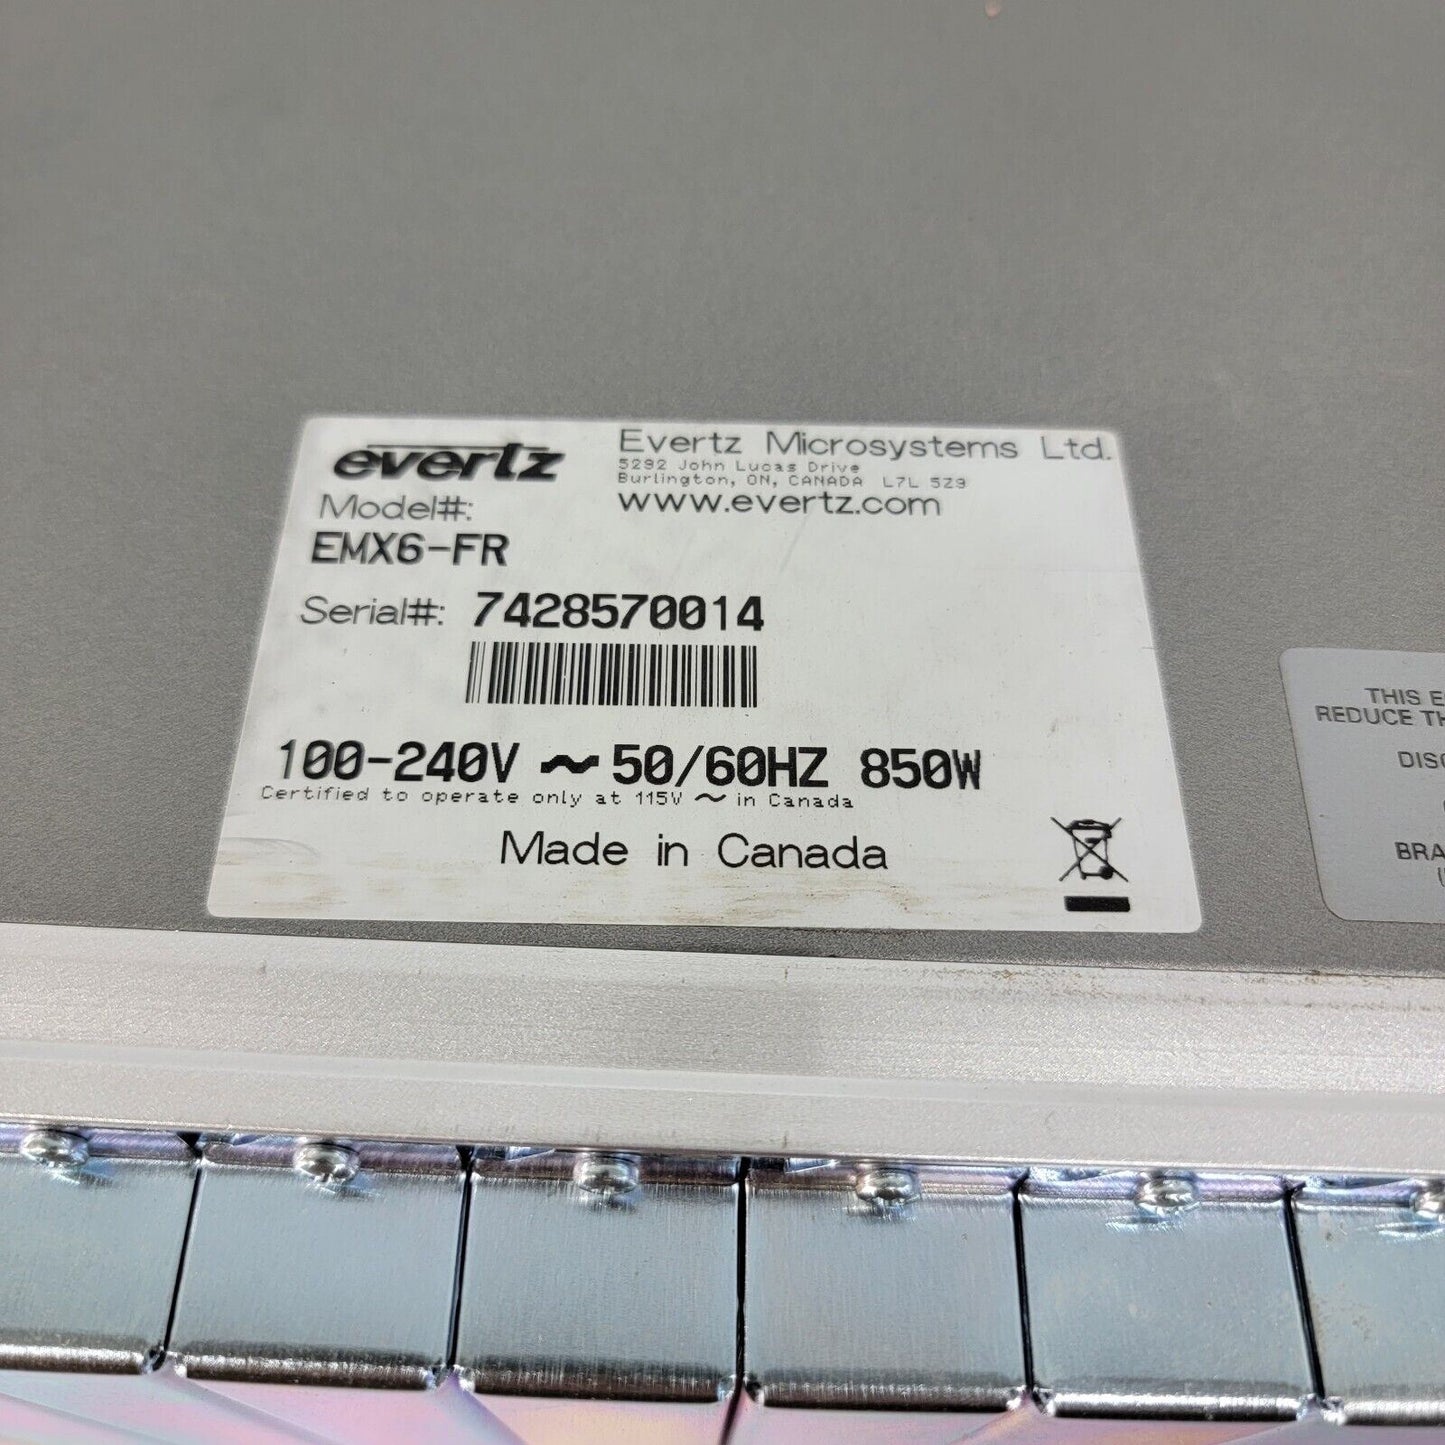 evertz
Evertz Microsystems Ltd.
5292 John Lucas Drive
Burlington, ON, CANADA L7L 5Z9
www.evertz.com
Model#:
EMX6-FR
Serial#: 7428570014
100-240V ~ 50/60HZ 850W
Certified to operate only at 115V ~ in Canada
Made in Canada
THIS E
REDUCE TH
DISC
BRA
(